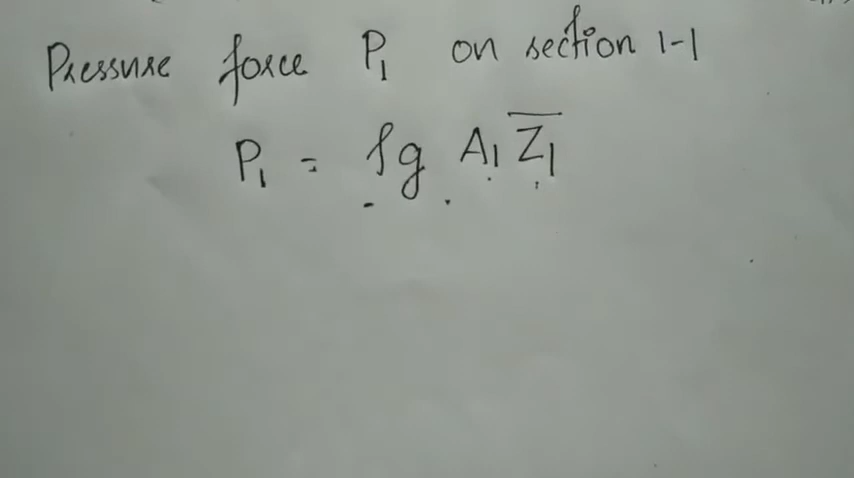 Pressure force P₁ on section 1-1
P₁ = ρg A₁ Z̅₁